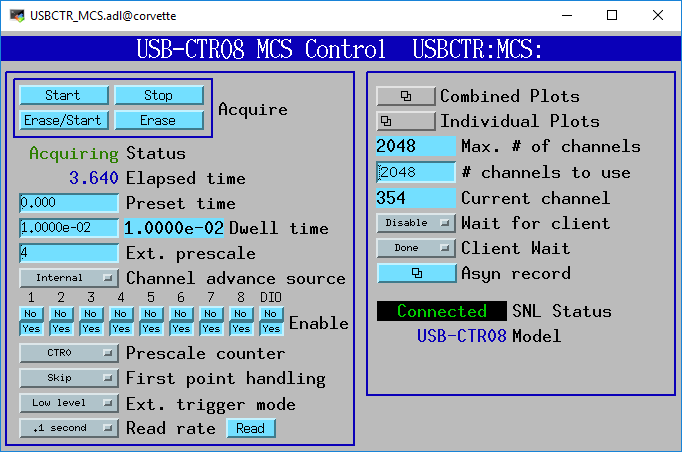 USBCTR_MCS.adl@corvette
USB-CTR08 MCS Control USBCTR:MCS:
Start Stop
Erase/Start Erase
Acquire
Acquiring Status
3.640 Elapsed time
0.000 Preset time
1.0000e-02 1.0000e-02 Dwell time
4 Ext. prescale
Internal Channel advance source
1 2 3 4 5 6 7 8 DIO
No No No No No No No No No
Yes Yes Yes Yes Yes Yes Yes Yes Yes
Enable
CTR0 Prescale counter
Skip First point handling
Low level Ext. trigger mode
.1 second Read rate Read
Combined Plots
Individual Plots
2048 Max. # of channels
2048 # channels to use
354 Current channel
Disable Wait for client
Done Client Wait
Asyn record
Connected SNL Status
USB-CTR08 Model